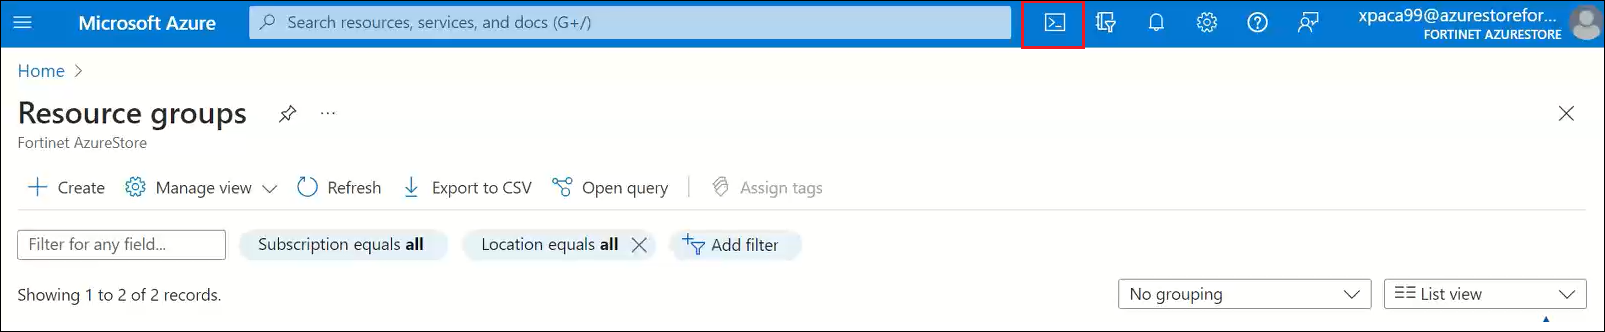 Microsoft Azure
Search resources, services, and docs (G+/)
xpaca99@azurestorefor...
FORTINET AZURESTORE
Home
Resource groups
Fortinet AzureStore
Create
Manage view
Refresh
Export to CSV
Open query
Assign tags
Filter for any field...
Subscription equals all
Location equals all
Add filter
Showing 1 to 2 of 2 records.
No grouping
List view